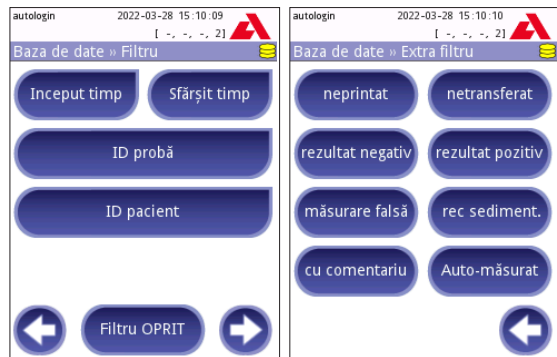 autologin 2022-03-28 15:10:09
[ -, -, -, 2]
Baza de date » Filtru
Inceput timp Sfârșit timp
ID probă
ID pacient
Filtru OPRIT
autologin 2022-03-28 15:10:10
[ -, -, -, 2]
Baza de date » Extra filtru
neprintat netransferat
rezultat negativ rezultat pozitiv
măsurare falsă rec sediment.
cu comentariu Auto-măsurat